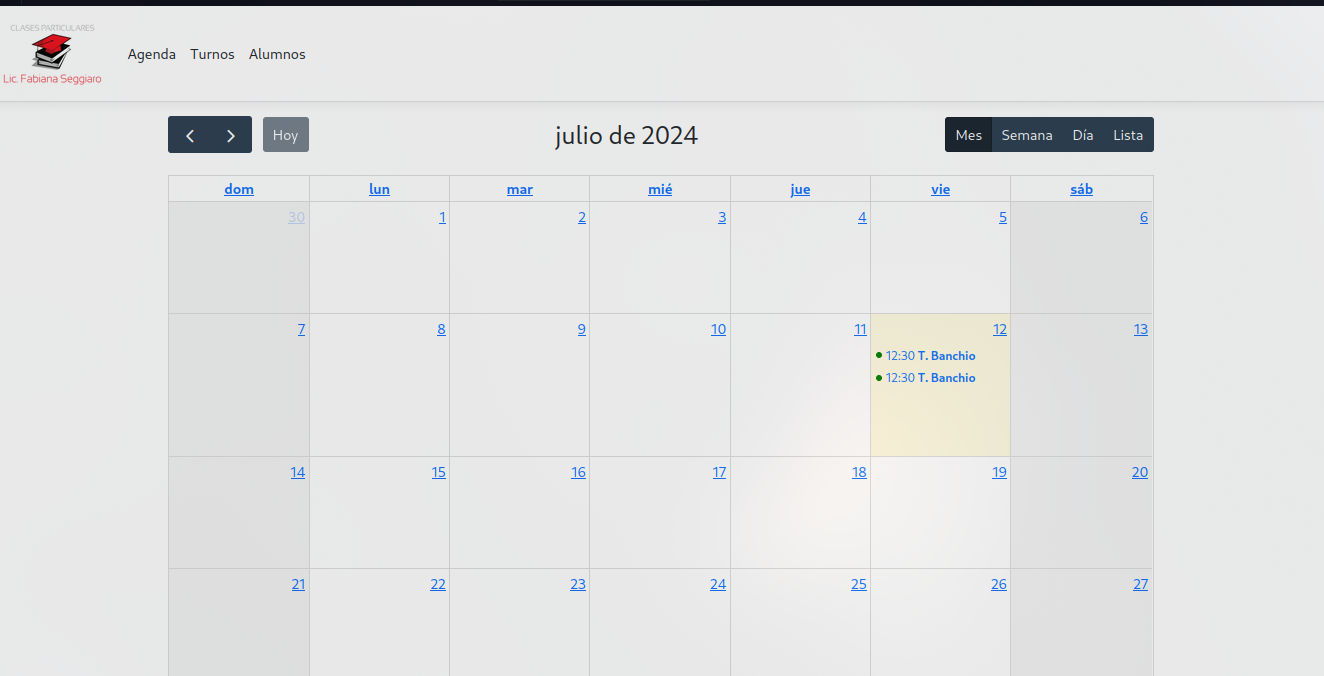 CLASES PARTICULARES
Lic. Fabiana Seggiaro
Agenda Turnos Alumnos
Hoy
julio de 2024
Mes Semana Día Lista
dom lun mar mié jue vie sáb
30 1 2 3 4 5 6
7 8 9 10 11 12 13
12:30 T. Banchio
12:30 T. Banchio
14 15 16 17 18 19 20
21 22 23 24 25 26 27